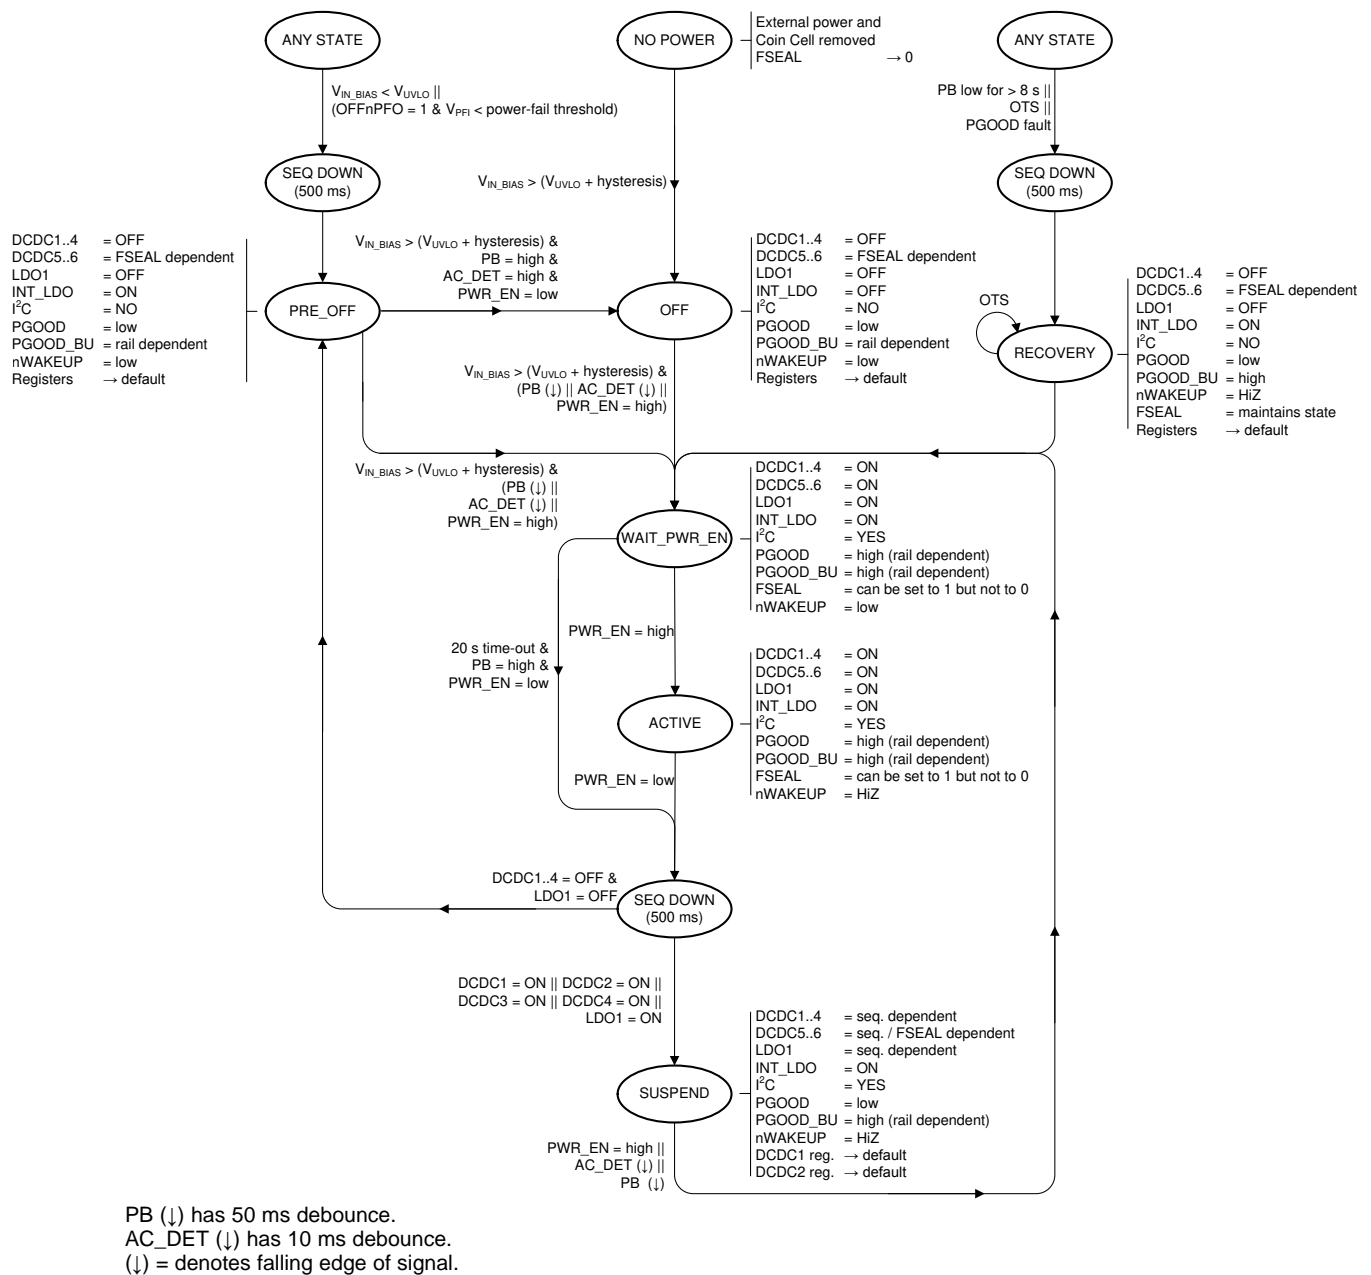 ANY STATE
NO POWER
External power and
Coin Cell removed
FSEAL → 0
ANY STATE
V_IN_BIAS < V_UVLO ||
(OFFnPFO = 1 & V_PFI < power-fail threshold)
PB low for > 8 s ||
OTS ||
PGOOD fault
SEQ DOWN
(500 ms)
V_IN_BIAS > (V_UVLO + hysteresis)
SEQ DOWN
(500 ms)
DCDC1..4 = OFF
DCDC5..6 = FSEAL dependent
LDO1 = OFF
INT_LDO = ON
I²C = NO
PGOOD = low
PGOOD_BU = rail dependent
nWAKEUP = low
Registers → default
PRE_OFF
V_IN_BIAS > (V_UVLO + hysteresis) &
PB = high &
AC_DET = high &
PWR_EN = low
OFF
DCDC1..4 = OFF
DCDC5..6 = FSEAL dependent
LDO1 = OFF
INT_LDO = OFF
I²C = NO
PGOOD = low
PGOOD_BU = rail dependent
nWAKEUP = low
Registers → default
OTS
RECOVERY
DCDC1..4 = OFF
DCDC5..6 = FSEAL dependent
LDO1 = OFF
INT_LDO = ON
I²C = NO
PGOOD = low
PGOOD_BU = high
nWAKEUP = HiZ
FSEAL = maintains state
Registers → default
V_IN_BIAS > (V_UVLO + hysteresis) &
(PB (↓) || AC_DET (↓) ||
PWR_EN = high)
V_IN_BIAS > (V_UVLO + hysteresis) &
(PB (↓) ||
AC_DET (↓) ||
PWR_EN = high)
WAIT_PWR_EN
DCDC1..4 = ON
DCDC5..6 = ON
LDO1 = ON
INT_LDO = ON
I²C = YES
PGOOD = high (rail dependent)
PGOOD_BU = high (rail dependent)
FSEAL = can be set to 1 but not to 0
nWAKEUP = low
PWR_EN = high
20 s time-out &
PB = high &
PWR_EN = low
ACTIVE
DCDC1..4 = ON
DCDC5..6 = ON
LDO1 = ON
INT_LDO = ON
I²C = YES
PGOOD = high (rail dependent)
PGOOD_BU = high (rail dependent)
FSEAL = can be set to 1 but not to 0
nWAKEUP = HiZ
PWR_EN = low
DCDC1..4 = OFF &
LDO1 = OFF
SEQ DOWN
(500 ms)
DCDC1 = ON || DCDC2 = ON ||
DCDC3 = ON || DCDC4 = ON ||
LDO1 = ON
SUSPEND
DCDC1..4 = seq. dependent
DCDC5..6 = seq. / FSEAL dependent
LDO1 = seq. dependent
INT_LDO = ON
I²C = YES
PGOOD = low
PGOOD_BU = high (rail dependent)
nWAKEUP = HiZ
DCDC1 reg. → default
DCDC2 reg. → default
PWR_EN = high ||
AC_DET (↓) ||
PB (↓)
PB (↓) has 50 ms debounce.
AC_DET (↓) has 10 ms debounce.
(↓) = denotes falling edge of signal.